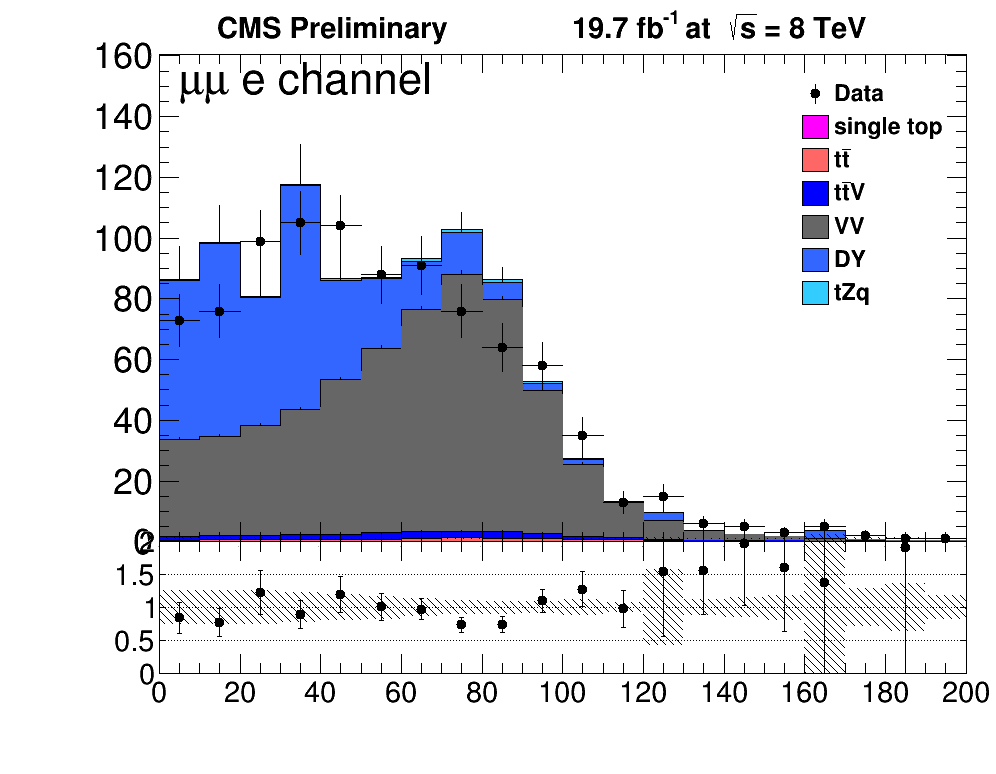 CMS Preliminary 19.7 fb⁻¹ at √s = 8 TeV
μμ e channel
Data
single top
tt̄
tt̄V
VV
DY
tZq
160
140
120
100
80
60
40
20
0
2
1.5
1
0.5
0
0 20 40 60 80 100 120 140 160 180 200